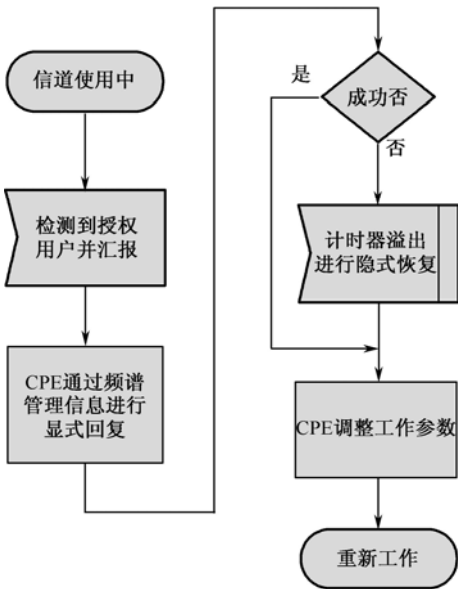 信道使用中
检测到授权
用户并汇报
CPE通过频谱
管理信息进行
显式回复
成功否
是
否
计时器溢出
进行隐式恢复
CPE调整工作参数
重新工作